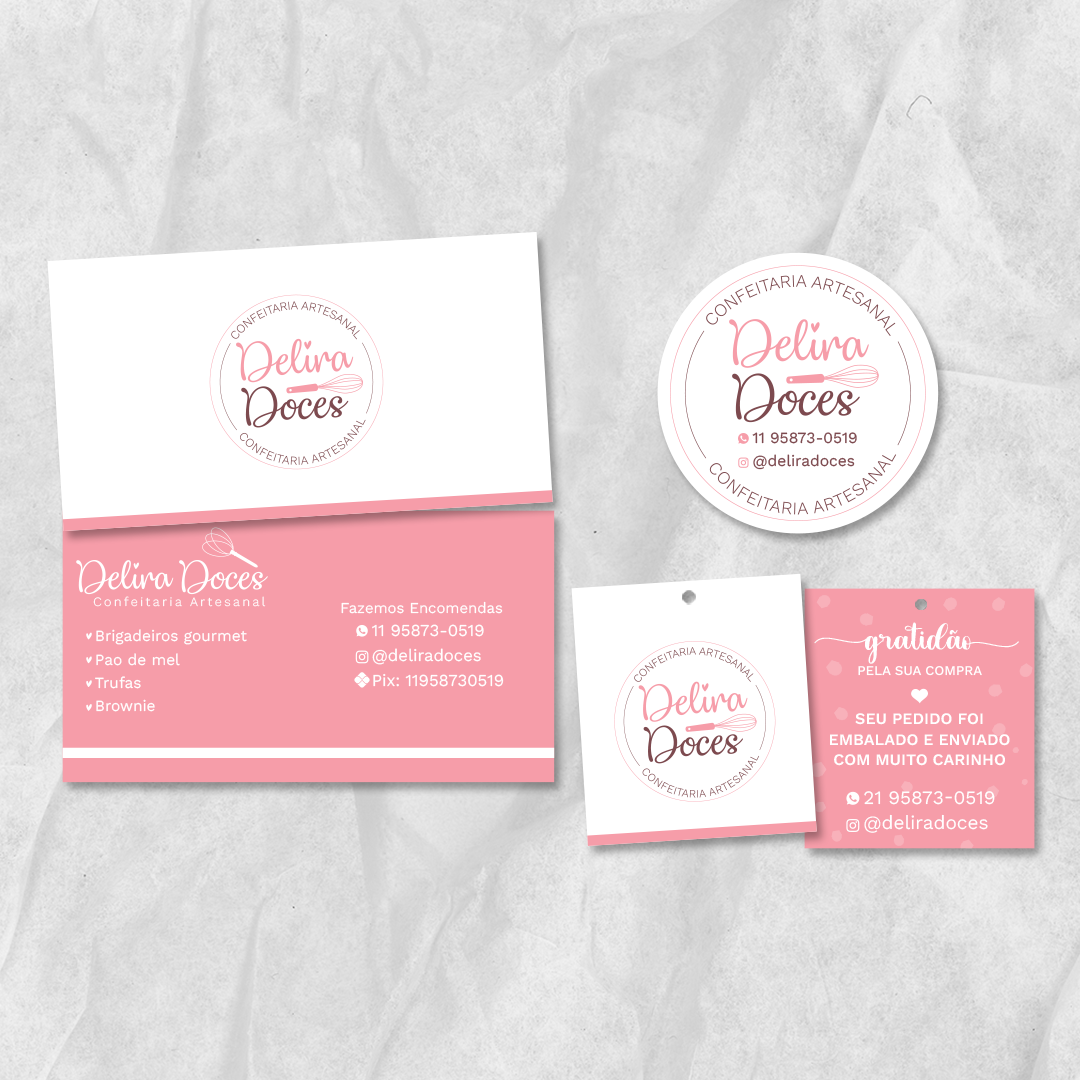 CONFEITARIA ARTESANAL
Delira
Doces
CONFEITARIA ARTESANAL
Delira Doces
Confeitaria Artesanal
Brigadeiros gourmet
Pao de mel
Trufas
Brownie
Fazemos Encomendas
11 95873-0519
@deliradoces
Pix: 11958730519
CONFEITARIA ARTESANAL
Delira
Doces
11 95873-0519
@deliradoces
CONFEITARIA ARTESANAL
CONFEITARIA ARTESANAL
Delira
Doces
CONFEITARIA ARTESANAL
gratidão
PELA SUA COMPRA
SEU PEDIDO FOI
EMBALADO E ENVIADO
COM MUITO CARINHO
21 95873-0519
@deliradoces